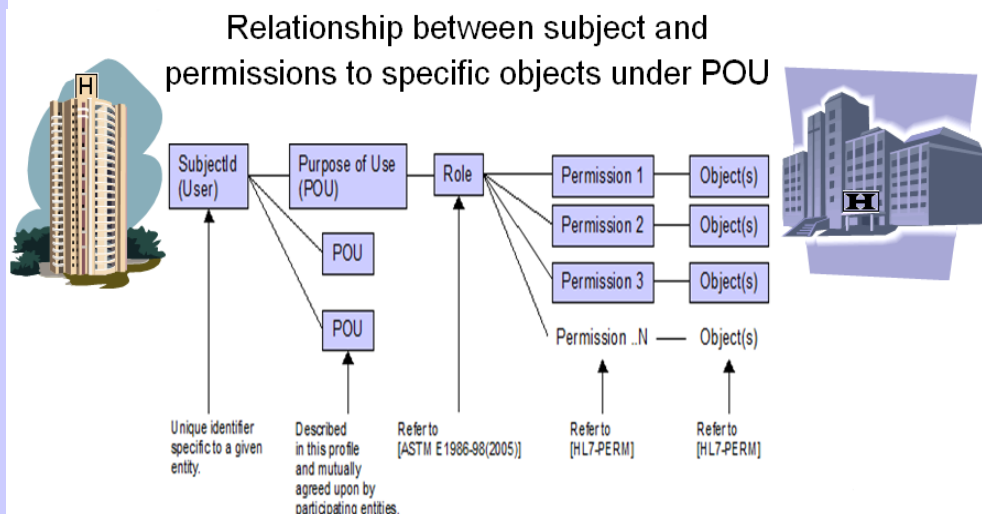 Relationship between subject and
permissions to specific objects under POU
H
H
SubjectId
(User)
Purpose of Use
(POU)
Role
Permission 1
Object(s)
Permission 2
Object(s)
POU
Permission 3
Object(s)
POU
Permission ..N
Object(s)
Unique identifier
specific to a given
entity.
Described
in this profile
and mutually
agreed upon by
participating entities.
Refer to
[ASTM E1986-98(2005)]
Refer to
[HL7-PERM]
Refer to
[HL7-PERM]